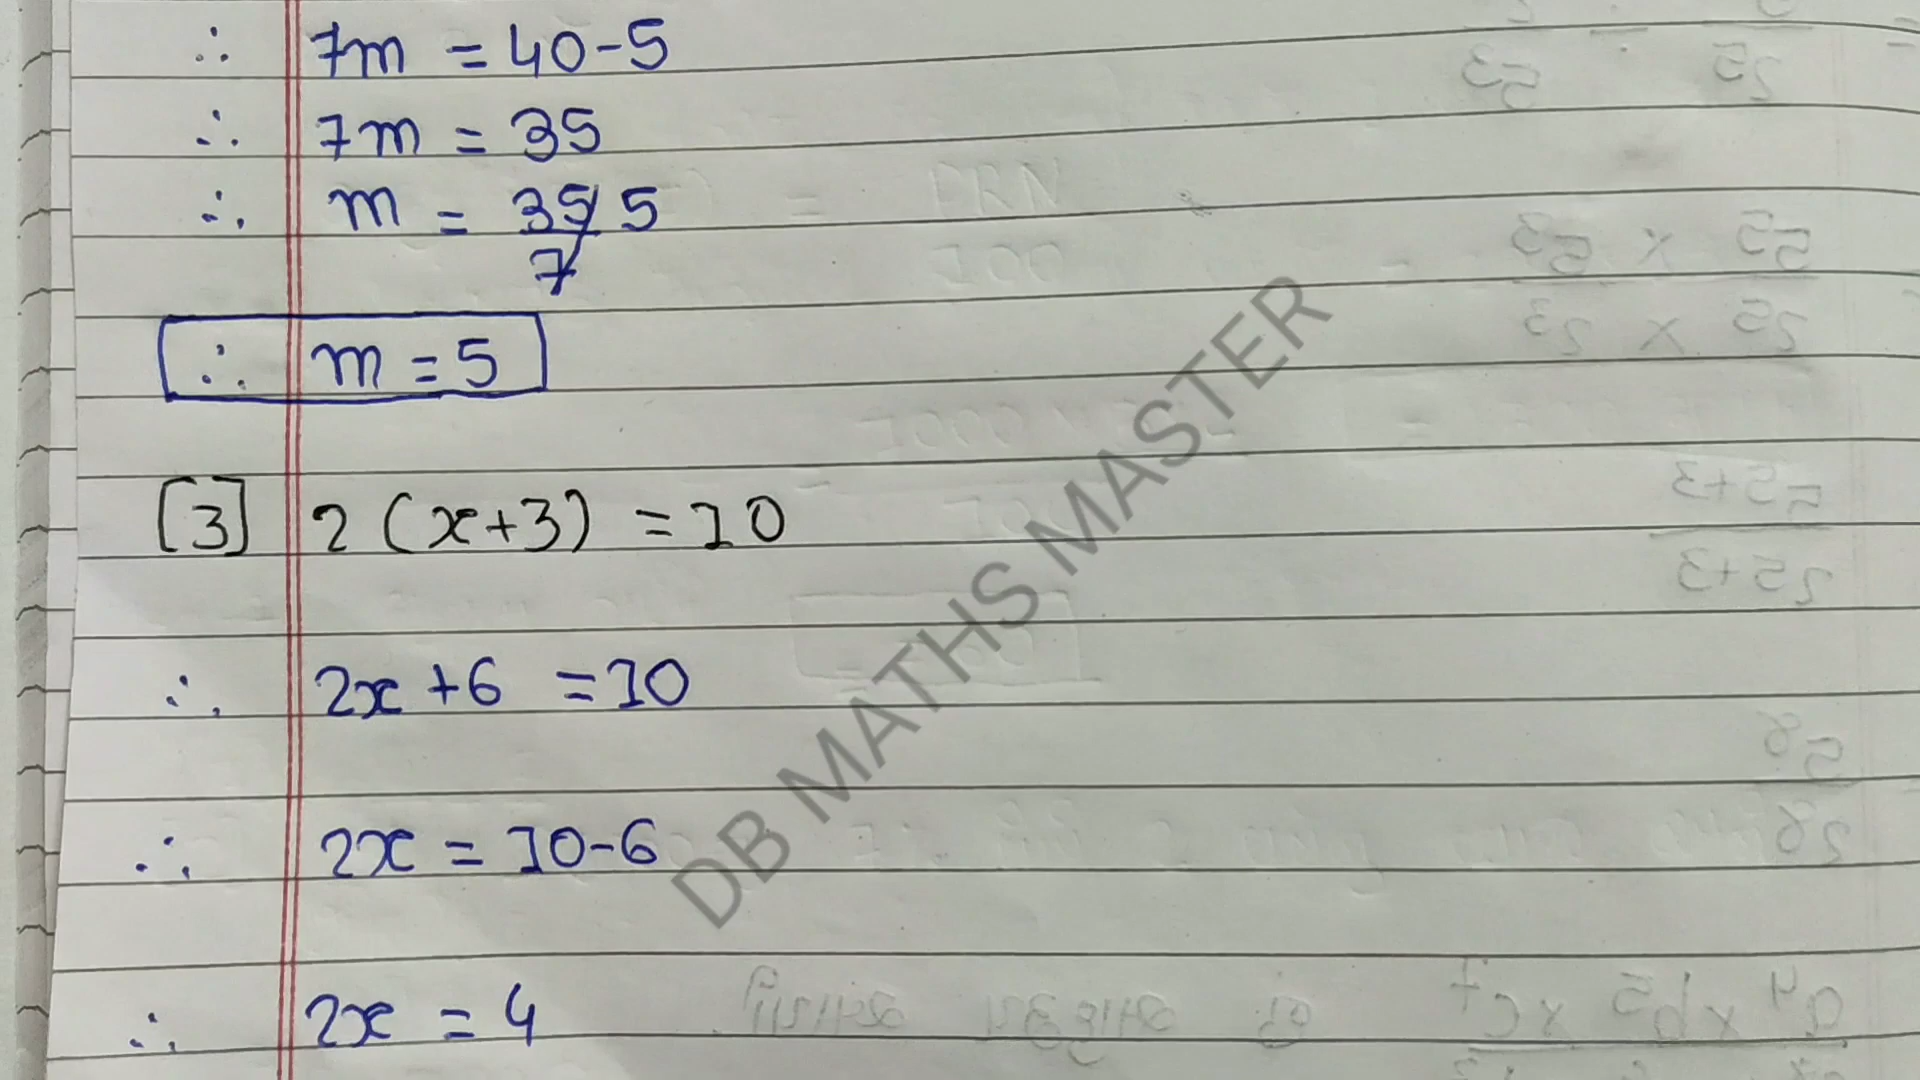 ∴ 7m = 40-5
∴ 7m = 35
∴ m = 35/7 5
∴ m = 5
[3] 2 (x+3) = 10
∴ 2x +6 = 10
∴ 2x = 10-6
∴ 2x = 4
DB MATHS MASTER